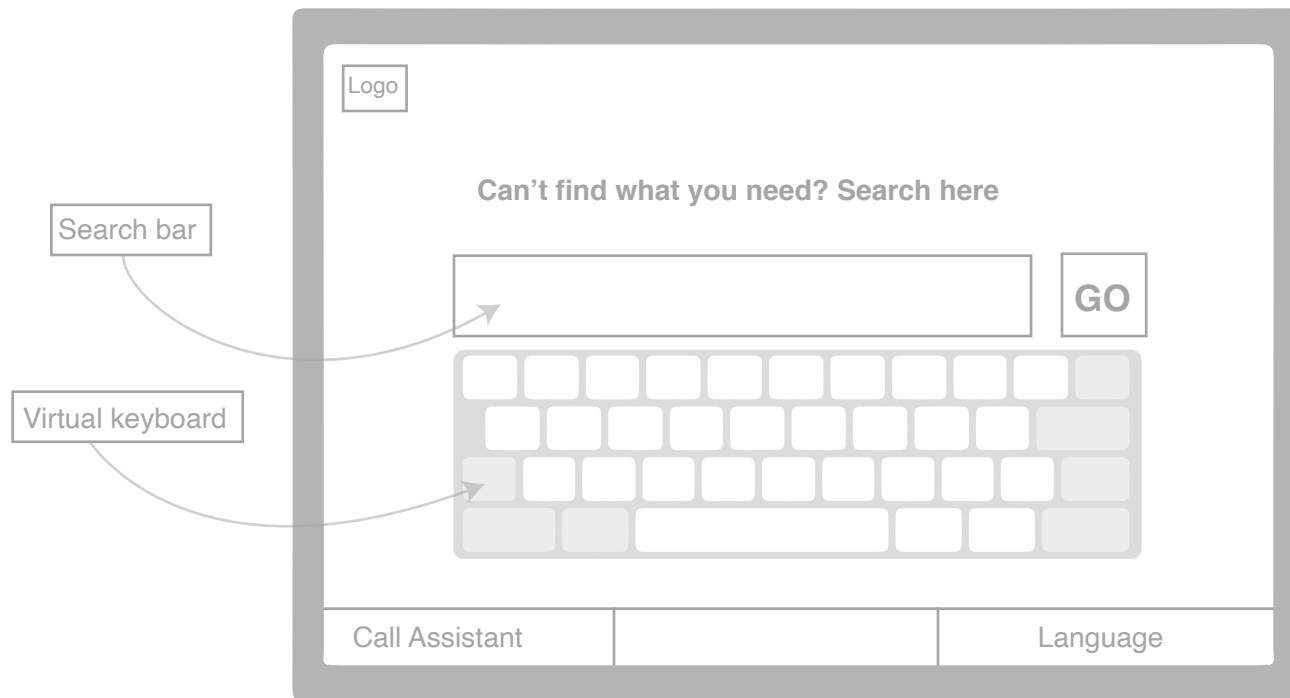 Logo
Can’t find what you need? Search here
Search bar
GO
Virtual keyboard
Call Assistant
Language